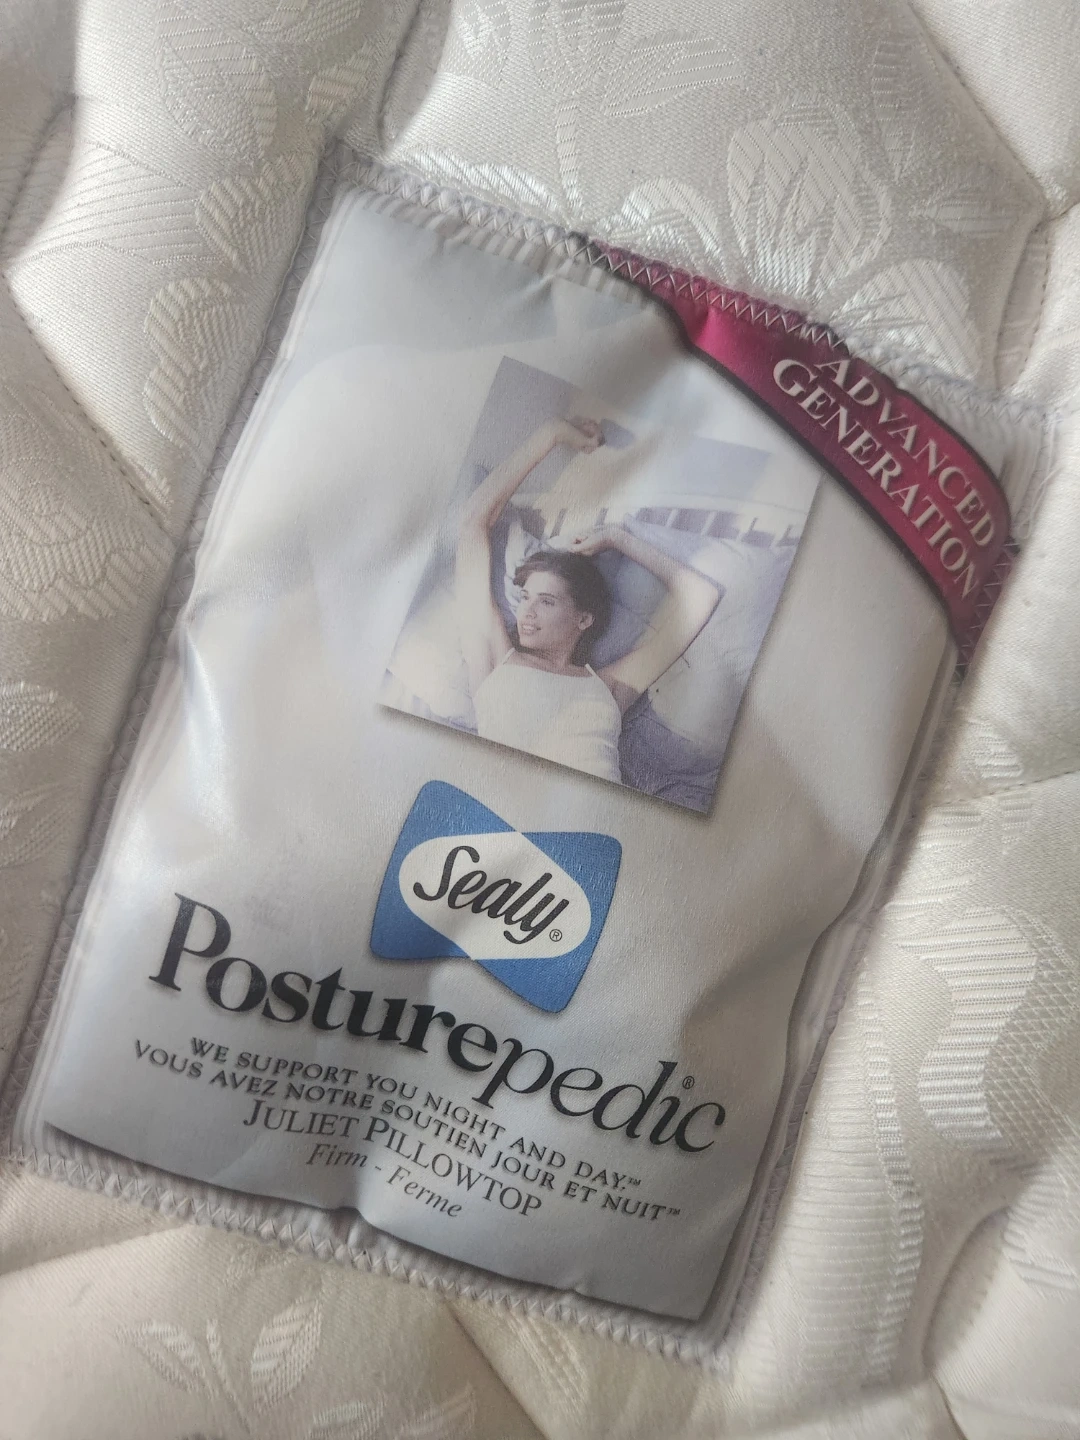 ADVANCED
GENERATION
Sealy®
Posturepedic®
WE SUPPORT YOU NIGHT AND DAY.™
VOUS AVEZ NOTRE SOUTIEN JOUR ET NUIT™
JULIET PILLOWTOP
Firm - Ferme